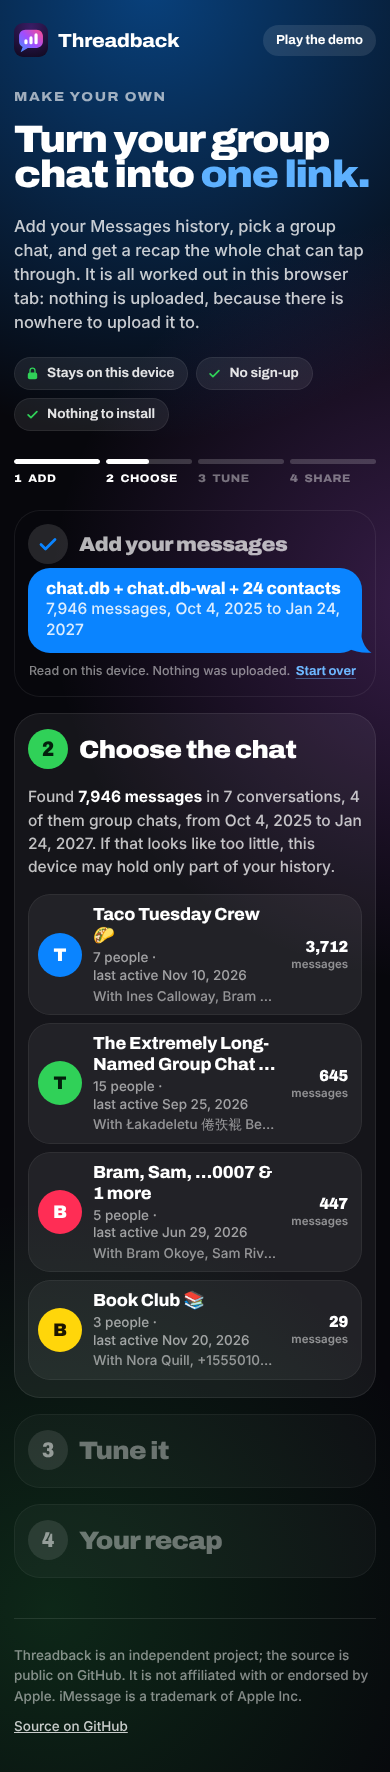 Threadback
Play the demo
MAKE YOUR OWN
Turn your group
chat into one link.
Add your Messages history, pick a group
chat, and get a recap the whole chat can tap
through. It is all worked out in this browser
tab: nothing is uploaded, because there is
nowhere to upload it to.
Stays on this device
No sign-up
Nothing to install
1 ADD
2 CHOOSE
3 TUNE
4 SHARE
Add your messages
chat.db + chat.db-wal + 24 contacts
7,946 messages, Oct 4, 2025 to Jan 24,
2027
Read on this device. Nothing was uploaded. Start over
2
Choose the chat
Found 7,946 messages in 7 conversations, 4
of them group chats, from Oct 4, 2025 to Jan
24, 2027. If that looks like too little, this
device may hold only part of your history.
T
Taco Tuesday Crew
🌮
7 people ·
last active Nov 10, 2026
With Ines Calloway, Bram ...
3,712
messages
T
The Extremely Long-
Named Group Chat ...
15 people ·
last active Sep 25, 2026
With Łakadeletu 倦弥裩 Be...
645
messages
B
Bram, Sam, ...0007 &
1 more
5 people ·
last active Jun 29, 2026
With Bram Okoye, Sam Riv...
447
messages
B
Book Club 📚
3 people ·
last active Nov 20, 2026
With Nora Quill, +1555010...
29
messages
3
Tune it
4
Your recap
Threadback is an independent project; the source is
public on GitHub. It is not affiliated with or endorsed by
Apple. iMessage is a trademark of Apple Inc.
Source on GitHub